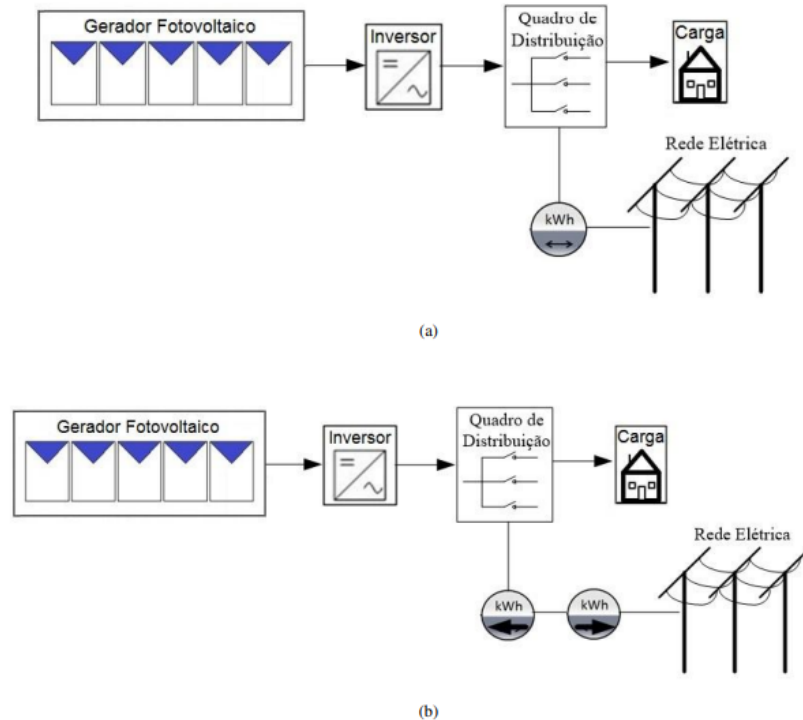 Gerador Fotovoltaico
Inversor
Quadro de
Distribuição
Carga
Rede Elétrica
kWh
(a)
Gerador Fotovoltaico
Inversor
Quadro de
Distribuição
Carga
Rede Elétrica
kWh
kWh
(b)